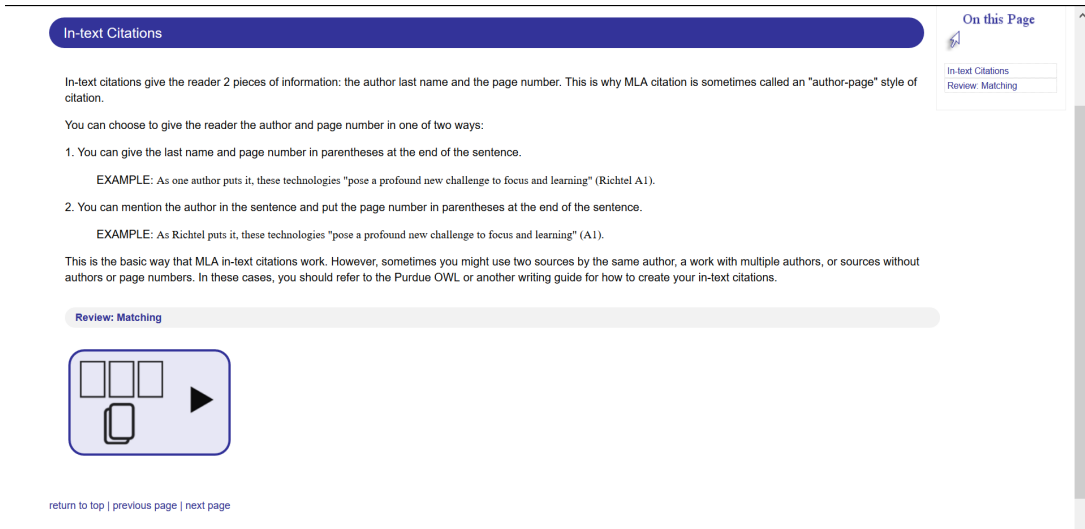 In-text Citations
In-text citations give the reader 2 pieces of information: the author last name and the page number. This is why MLA citation is sometimes called an "author-page" style of
citation.
You can choose to give the reader the author and page number in one of two ways:
1. You can give the last name and page number in parentheses at the end of the sentence.
EXAMPLE: As one author puts it, these technologies "pose a profound new challenge to focus and learning" (Richtel A1).
2. You can mention the author in the sentence and put the page number in parentheses at the end of the sentence.
EXAMPLE: As Richtel puts it, these technologies "pose a profound new challenge to focus and learning" (A1).
This is the basic way that MLA in-text citations work. However, sometimes you might use two sources by the same author, a work with multiple authors, or sources without
authors or page numbers. In these cases, you should refer to the Purdue OWL or another writing guide for how to create your in-text citations.
Review: Matching
return to top | previous page | next page
On this Page
In-text Citations
Review: Matching